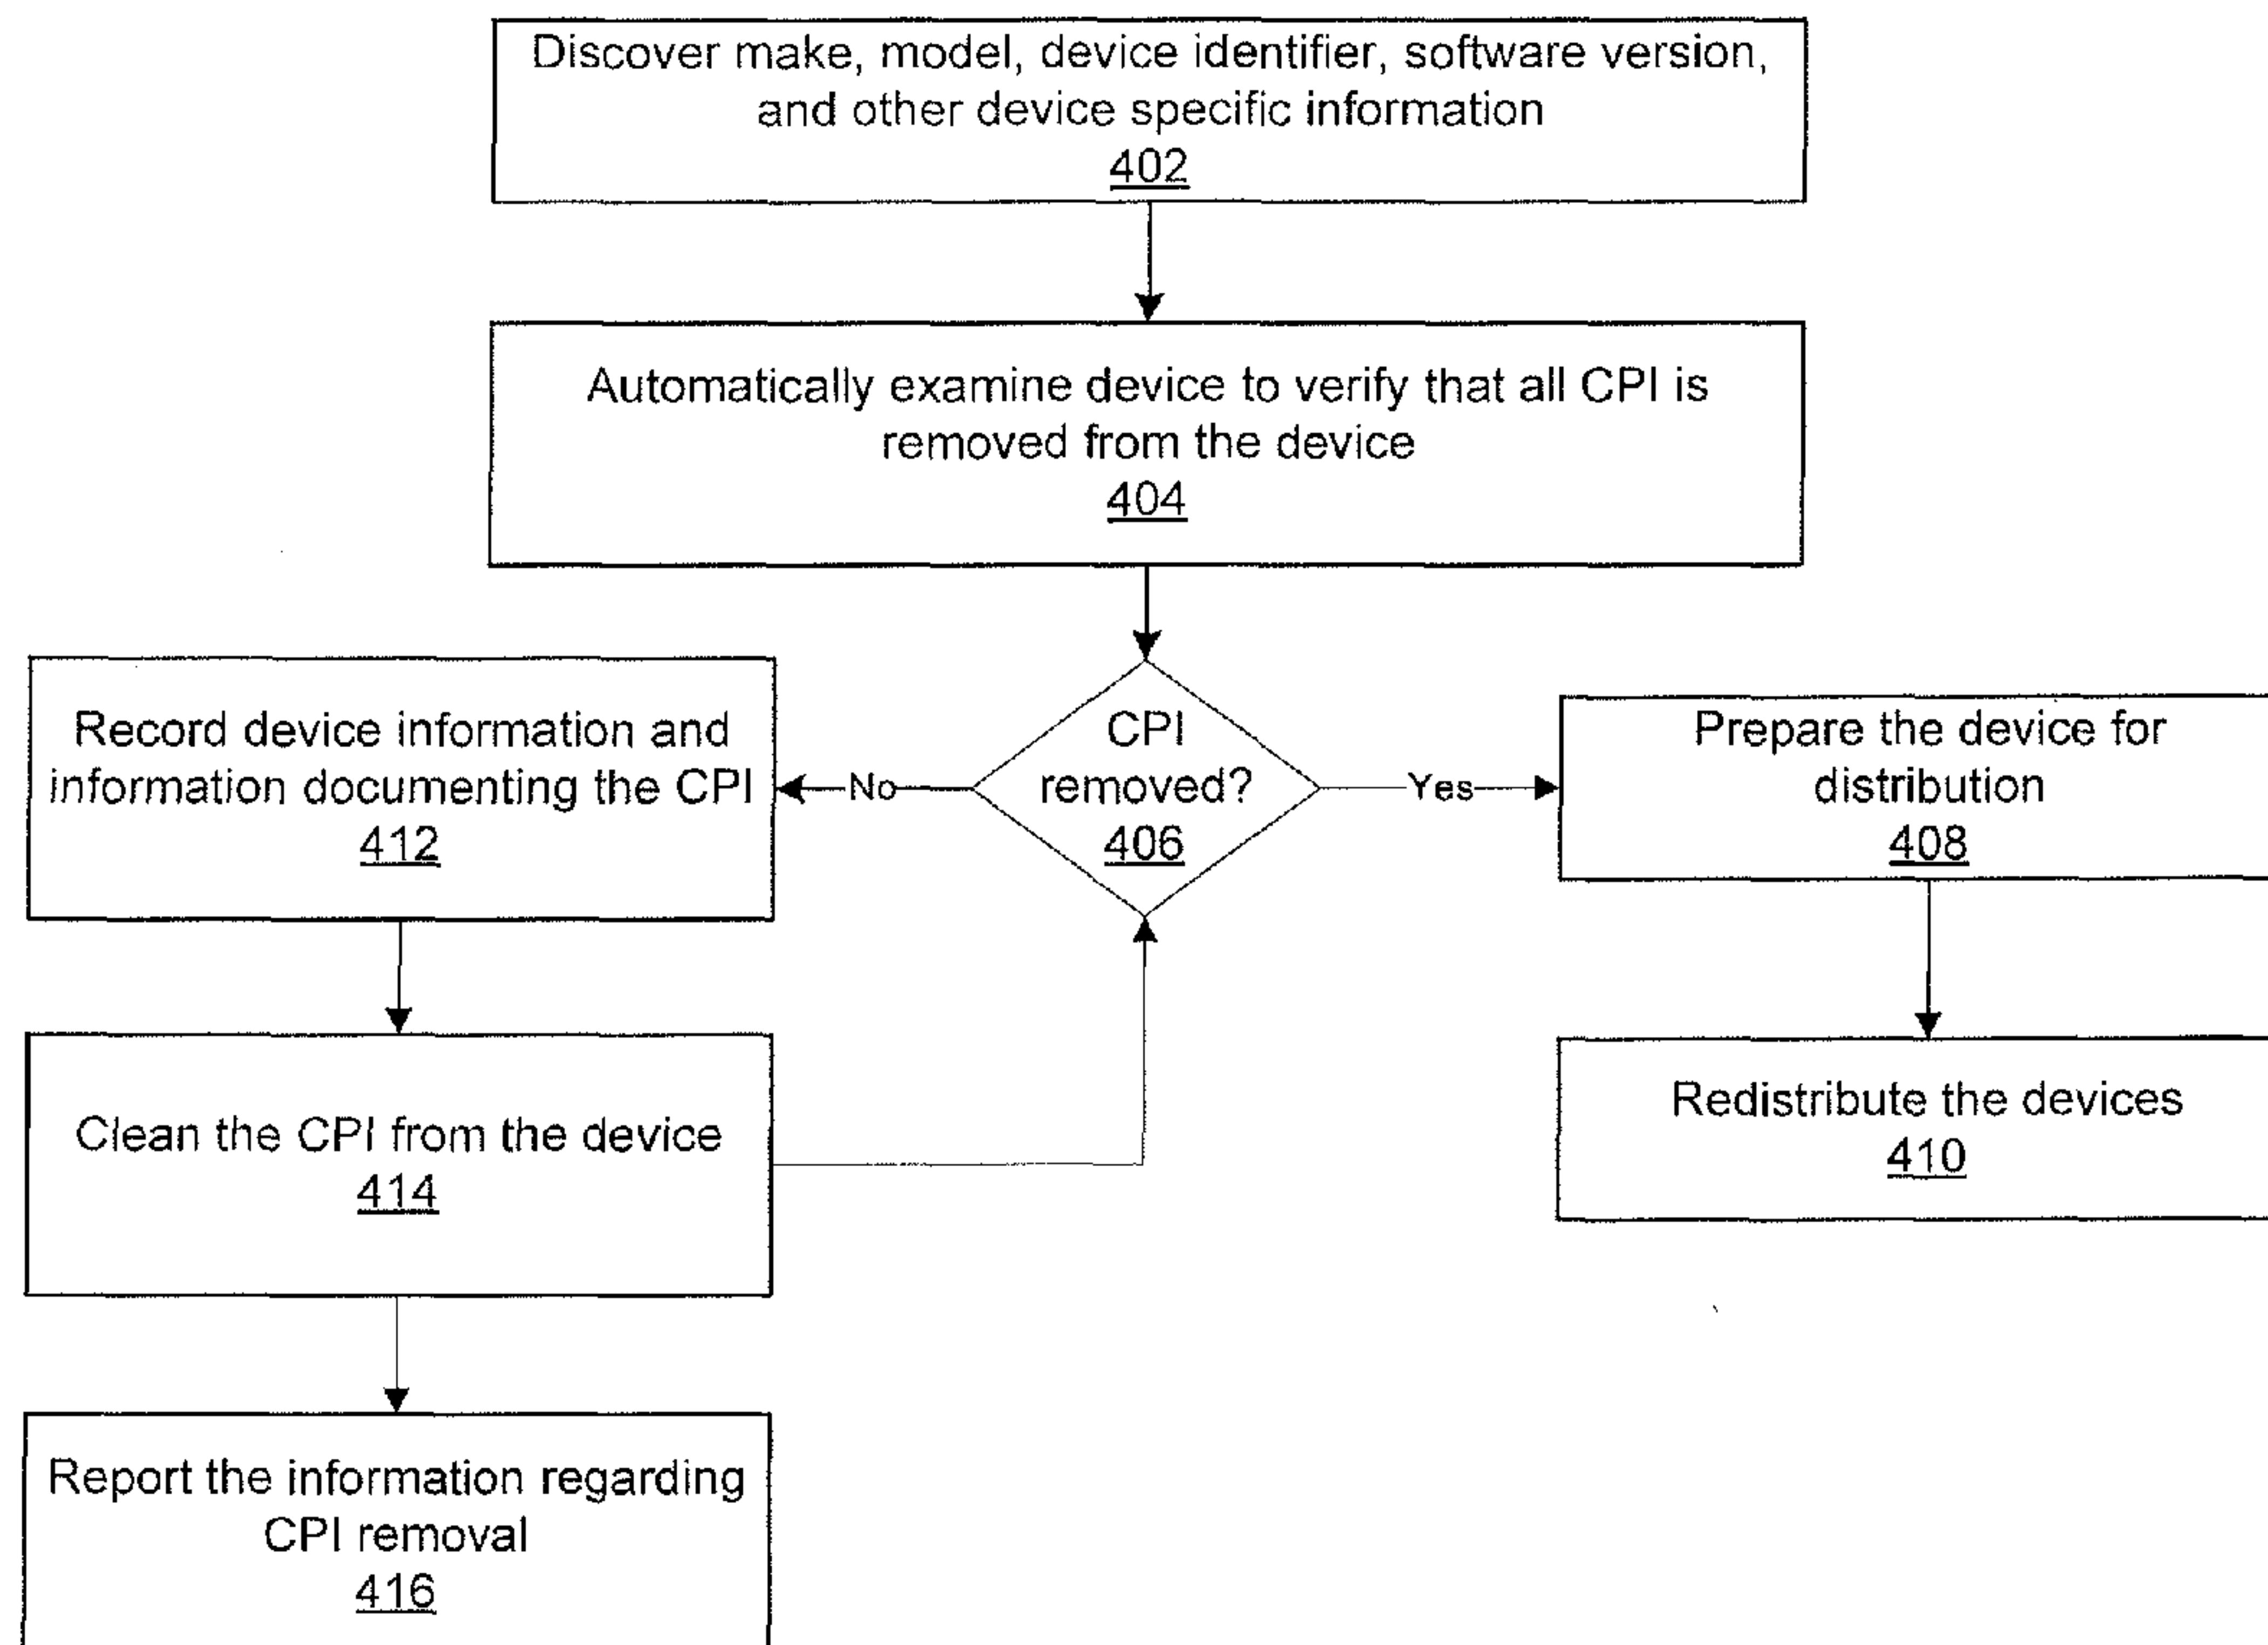 Discover make, model, device identifier, software version,
and other device specific information
402
Automatically examine device to verify that all CPI is
removed from the device
404
CPI
removed?
406
No
Yes
Record device information and
information documenting the CPI
412
Prepare the device for
distribution
408
Clean the CPI from the device
414
Redistribute the devices
410
Report the information regarding
CPI removal
416